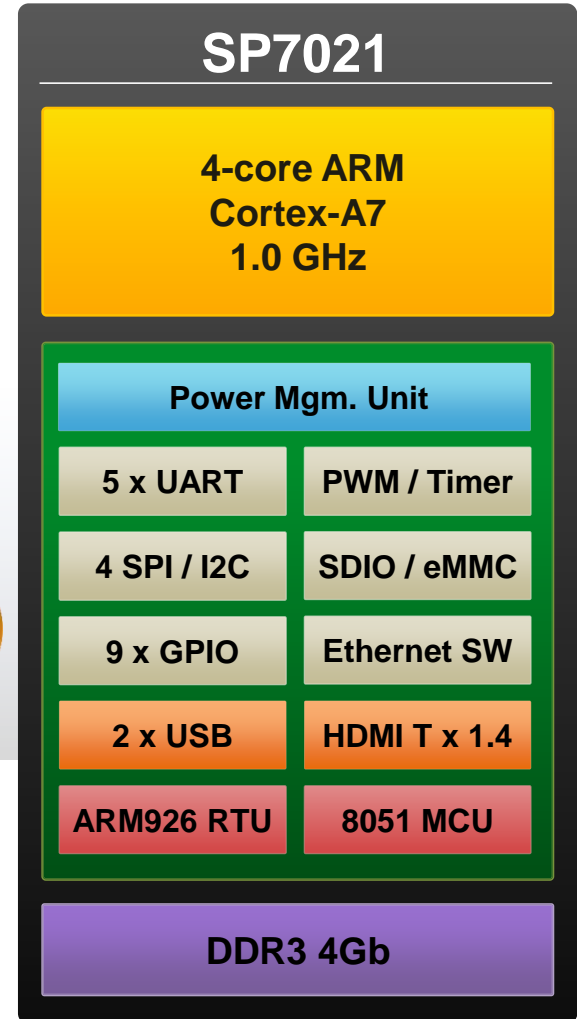 SP7021
4-core ARM
Cortex-A7
1.0 GHz
Power Mgm. Unit
5 x UART
PWM / Timer
4 SPI / I2C
SDIO / eMMC
9 x GPIO
Ethernet SW
2 x USB
HDMI T x 1.4
ARM926 RTU
8051 MCU
DDR3 4Gb